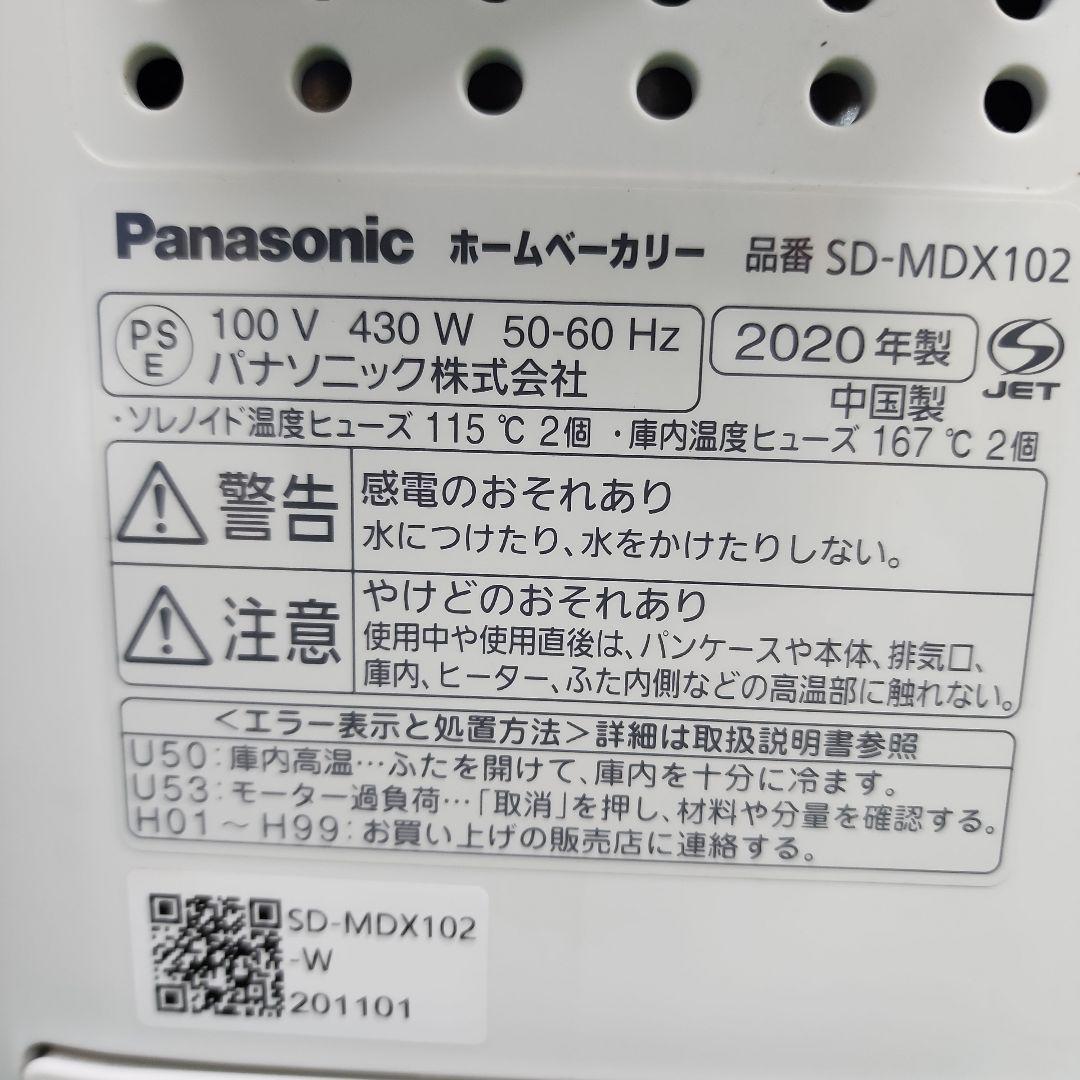 Panasonic ホームベーカリー 品番 SD-MDX102
PS E 100 V 430 W 50-60 Hz
パナソニック株式会社
2020年製
中国製
JET
・ソレノイド温度ヒューズ 115 ℃ 2個 ・庫内温度ヒューズ 167 ℃ 2個
警告
感電のおそれあり
水につけたり、水をかけたりしない。
注意
やけどのおそれあり
使用中や使用直後は、パンケースや本体、排気口、
庫内、ヒーター、ふた内側などの高温部に触れない。
＜エラー表示と処置方法＞詳細は取扱説明書参照
U50：庫内高温…ふたを開けて、庫内を十分に冷ます。
U53：モーター過負荷…「取消」を押し、材料や分量を確認する。
H01～H99：お買い上げの販売店に連絡する。
SD-MDX102
-W
201101